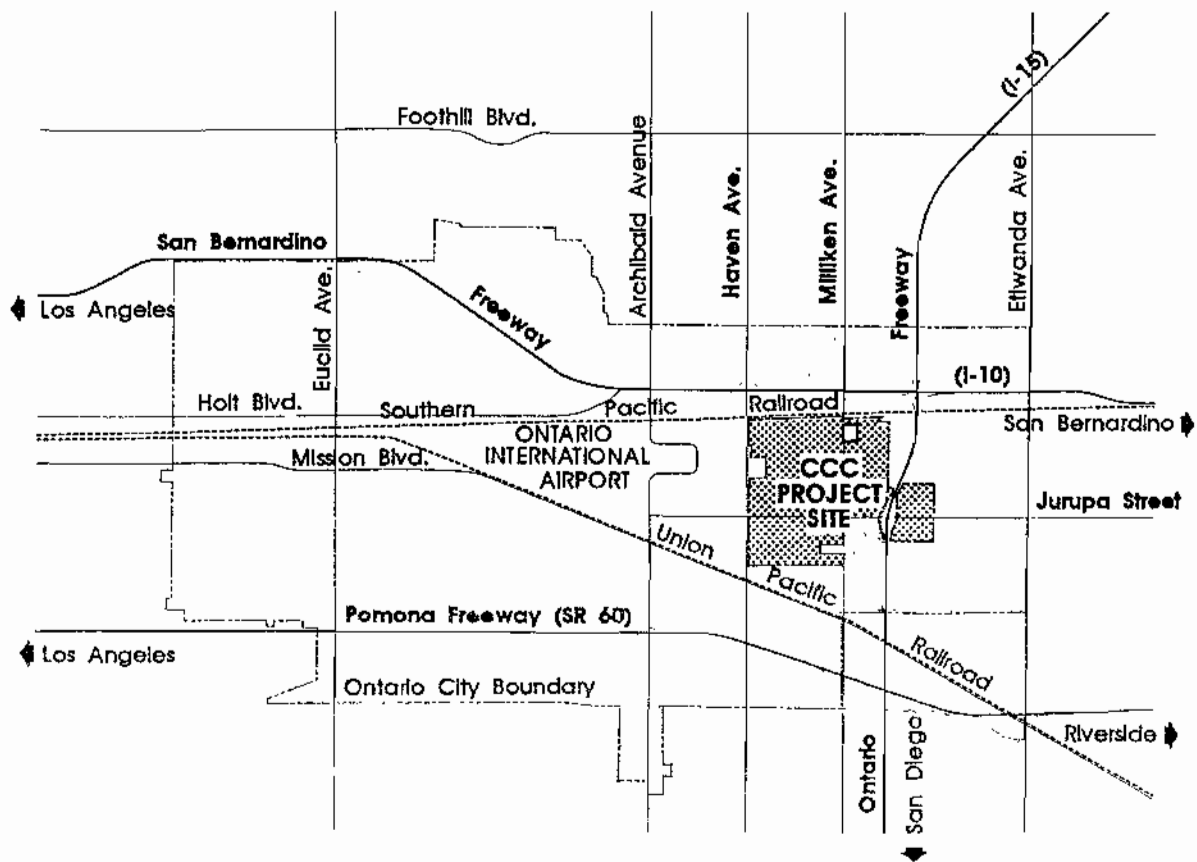 (I-15)
Foothill Blvd.
Archibald Avenue
Haven Ave.
Milliken Ave.
Etiwanda Ave.
San Bernardino
Freeway
Freeway
Euclid Ave.
Los Angeles
(I-10)
Holt Blvd.
Southern Pacific Railroad
San Bernardino
ONTARIO
INTERNATIONAL
AIRPORT
Mission Blvd.
CCC
PROJECT
SITE
Jurupa Street
Union Pacific Railroad
Pomona Freeway (SR 60)
Los Angeles
Ontario City Boundary
Riverside
Ontario
San Diego